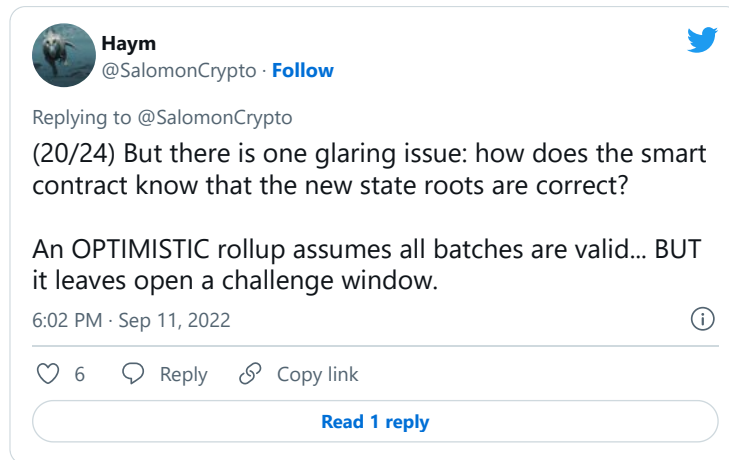 Haym
@SalomonCrypto · Follow
Replying to @SalomonCrypto
(20/24) But there is one glaring issue: how does the smart
contract know that the new state roots are correct?
An OPTIMISTIC rollup assumes all batches are valid... BUT
it leaves open a challenge window.
6:02 PM · Sep 11, 2022
6 Reply Copy link
Read 1 reply